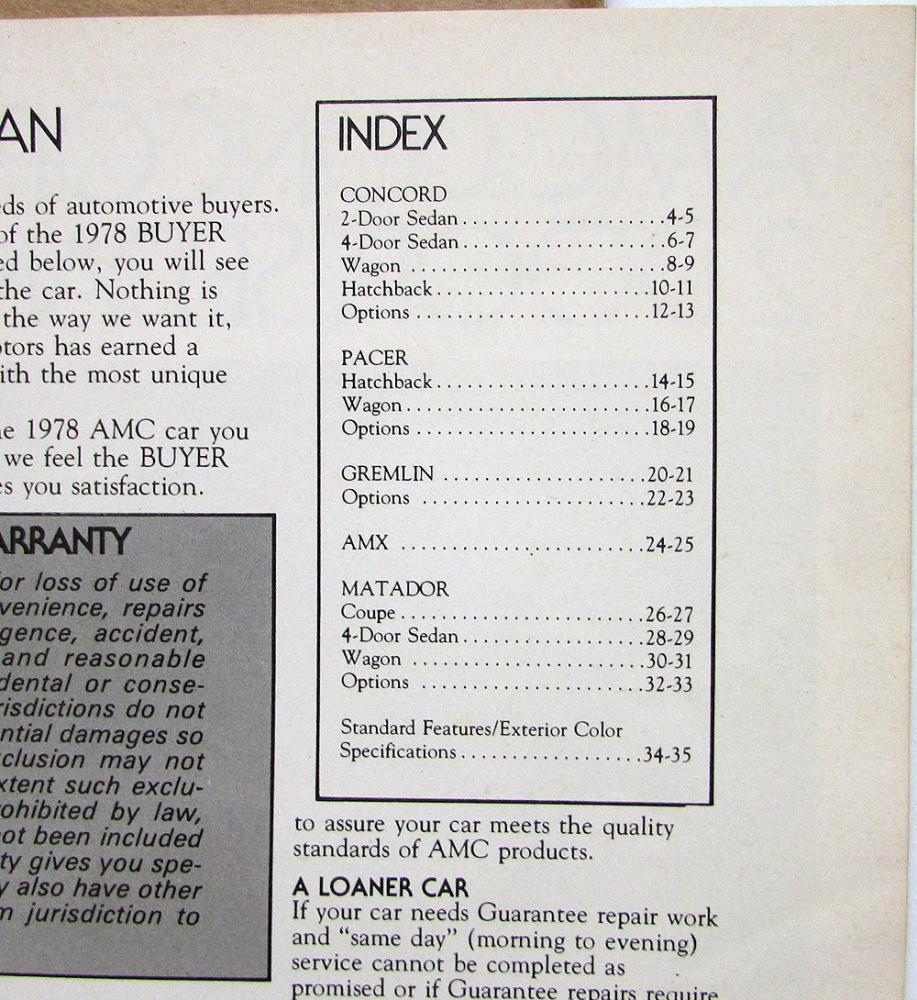 AN
eds of automotive buyers.
of the 1978 BUYER
ed below, you will see
the car. Nothing is
the way we want it,
otors has earned a
ith the most unique
e 1978 AMC car you
we feel the BUYER
es you satisfaction.
ARRANTY
or loss of use of
venience, repairs
gence, accident,
and reasonable
dental or conse-
risdictions do not
ntial damages so
clusion may not
xtent such exclu-
ohibited by law,
ot been included
ty gives you spe-
y also have other
m jurisdiction to
INDEX
CONCORD
2-Door Sedan....................4-5
4-Door Sedan....................6-7
Wagon ..........................8-9
Hatchback.......................10-11
Options ........................12-13
PACER
Hatchback.......................14-15
Wagon...........................16-17
Options ........................18-19
GREMLIN ........................20-21
Options ........................22-23
AMX ............................24-25
MATADOR
Coupe...........................26-27
4-Door Sedan....................28-29
Wagon ..........................30-31
Options ........................32-33
Standard Features/Exterior Color
Specifications..................34-35
to assure your car meets the quality
standards of AMC products.
A LOANER CAR
If your car needs Guarantee repair work
and “same day” (morning to evening)
service cannot be completed as
promised or if Guarantee repairs require